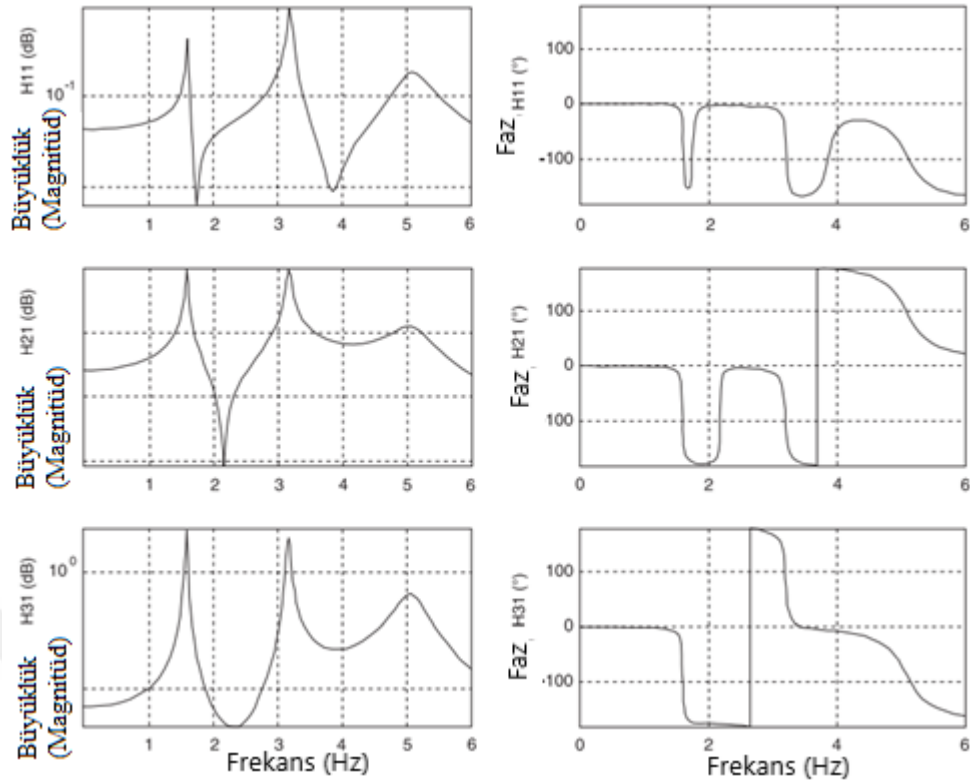 Büyüklük
(Magnitüd)
H11 (dB)
10-1
1 2 3 4 5 6
Faz H11 (°)
100
0
-100
0 2 4 6
Büyüklük
(Magnitüd)
H21 (dB)
1 2 3 4 5 6
Faz H21 (°)
100
0
100
0 2 4 6
Büyüklük
(Magnitüd)
H31 (dB)
100
1 2 3 4 5 6
Frekans (Hz)
Faz H31 (°)
100
0
-100
0 2 4 6
Frekans (Hz)